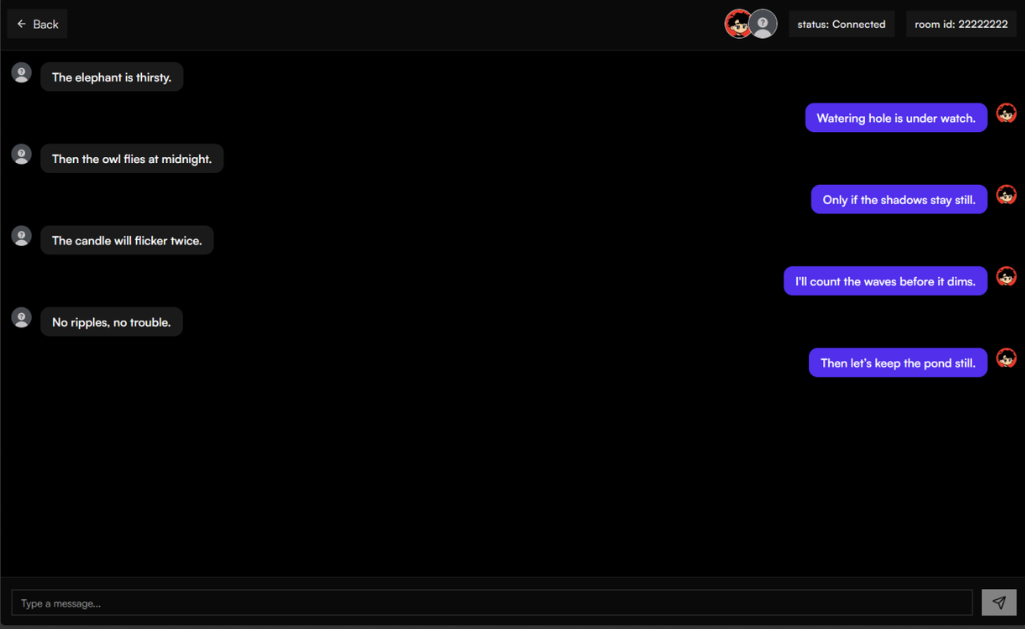 Back
status: Connected
room id: 22222222
The elephant is thirsty.
Watering hole is under watch.
Then the owl flies at midnight.
Only if the shadows stay still.
The candle will flicker twice.
I'll count the waves before it dims.
No ripples, no trouble.
Then let's keep the pond still.
Type a message...